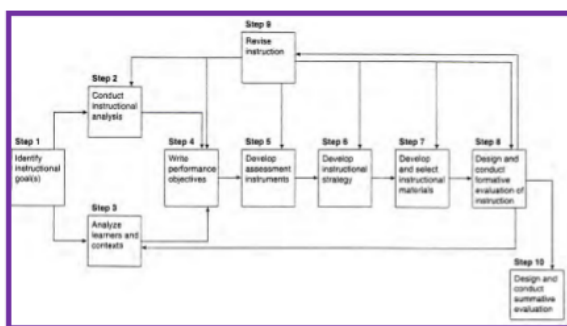 Step 9
Revise
instruction
Step 2
Conduct
instructional
analysis
Step 1
Identify
instructional
goal(s)
Step 4
Write
performance
objectives
Step 5
Develop
assessment
instruments
Step 6
Develop
instructional
strategy
Step 7
Develop
and select
instructional
materials
Step 8
Design and
conduct
formative
evaluation of
instruction
Step 3
Analyze
learners and
contexts
Step 10
Design and
conduct
summative
evaluation